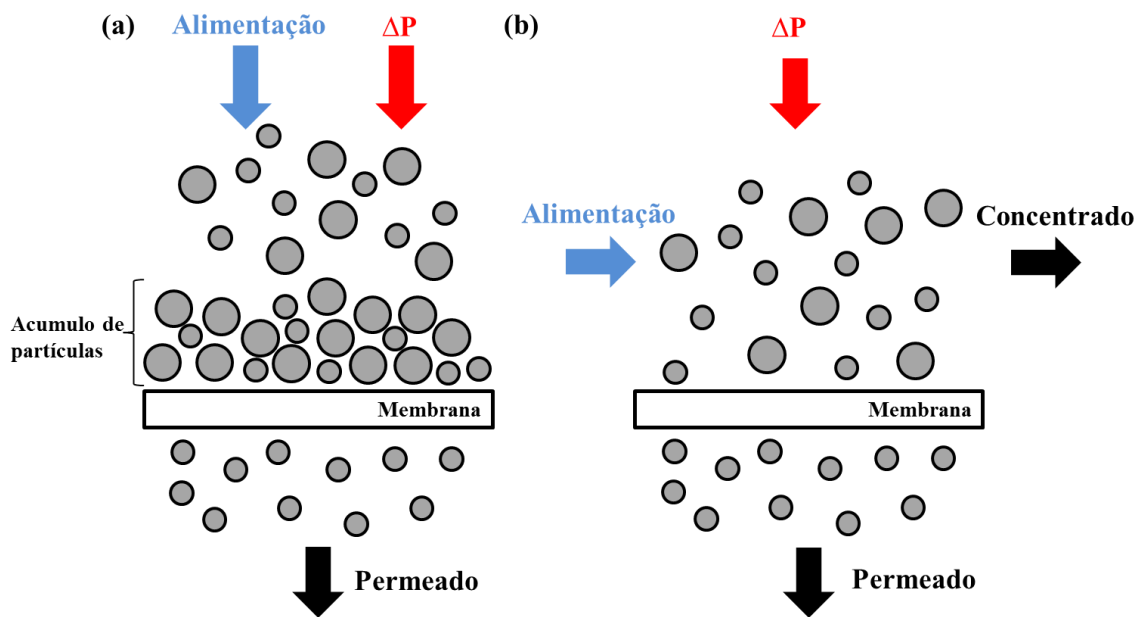 (a)
Alimentação
ΔP
Acumulo de
partículas
Membrana
Permeado
(b)
ΔP
Alimentação
Concentrado
Membrana
Permeado